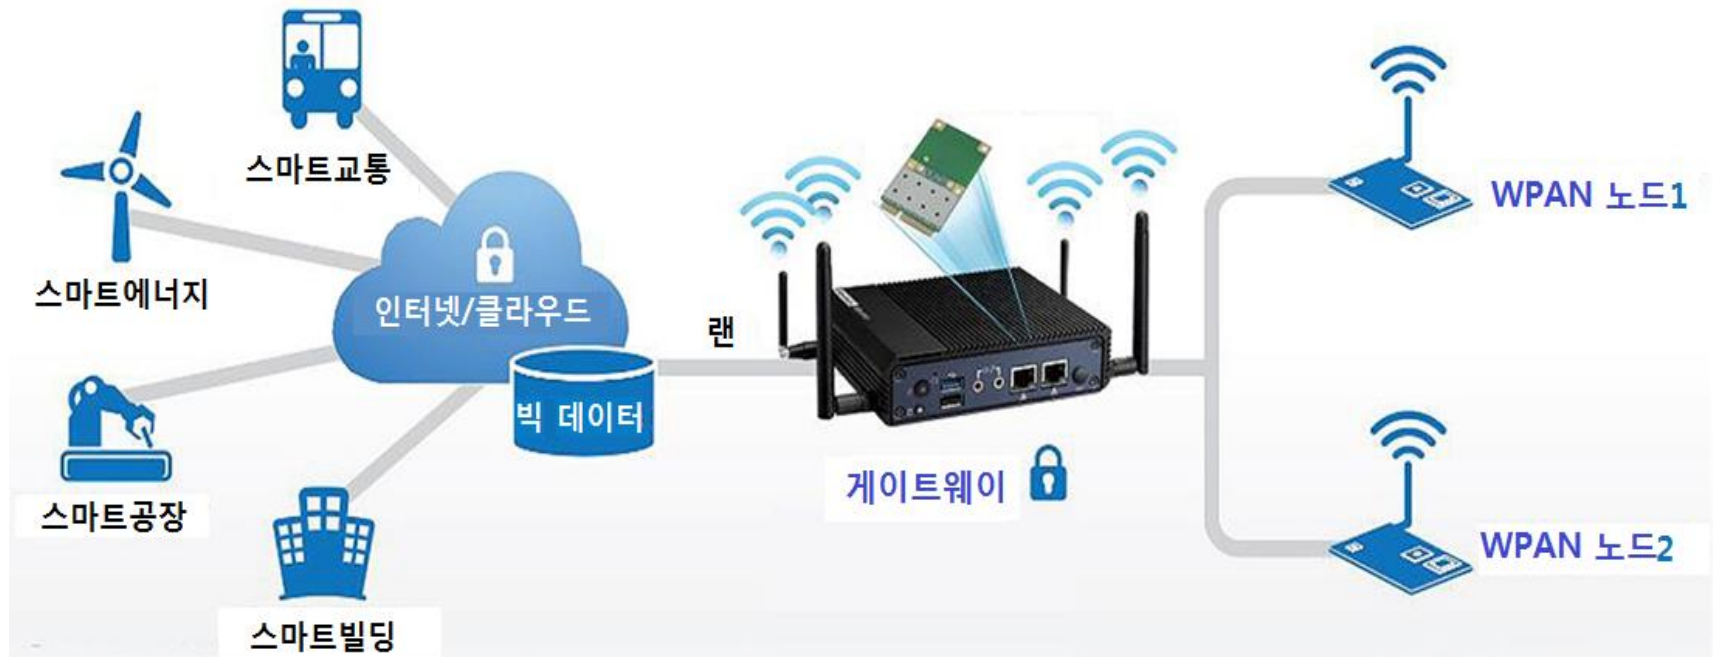 스마트교통
스마트에너지
인터넷/클라우드
빅 데이터
스마트공장
스마트빌딩
랜
게이트웨이
WPAN 노드1
WPAN 노드2